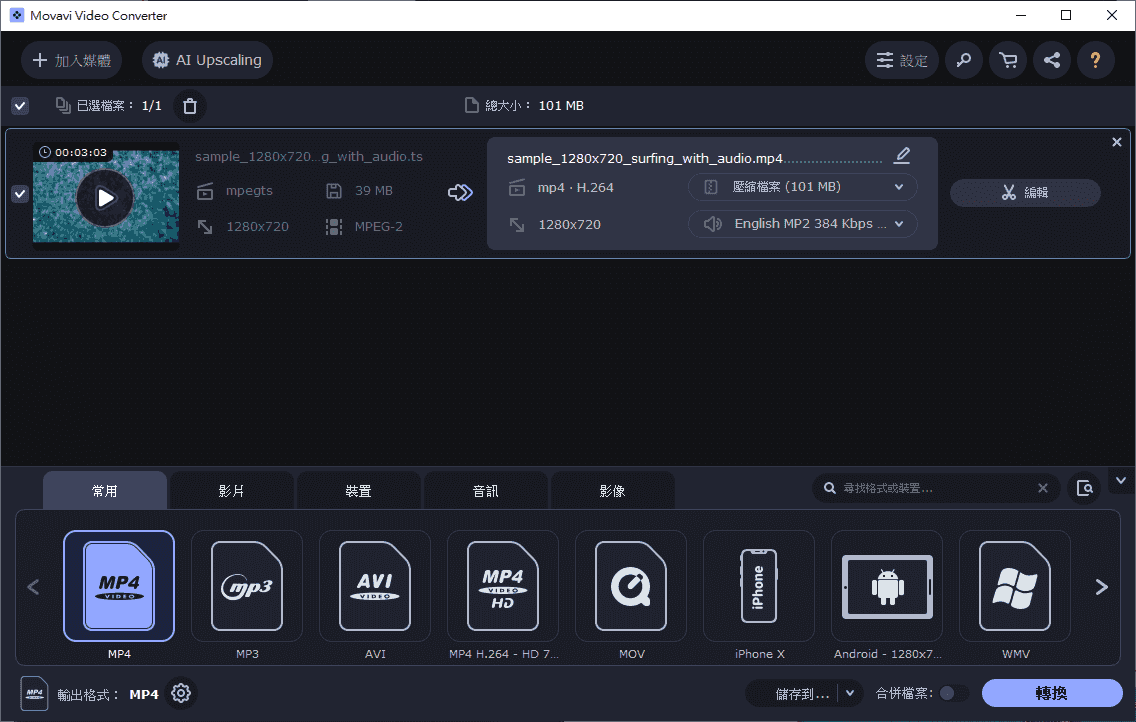 Movavi Video Converter
加入媒體
AI Upscaling
設定
已選檔案： 1/1
總大小： 101 MB
00:03:03
sample_1280x720...g_with_audio.ts
mpegts
39 MB
1280x720
MPEG-2
sample_1280x720_surfing_with_audio.mp4
mp4 · H.264
壓縮檔案 (101 MB)
1280x720
English MP2 384 Kbps ...
編輯
常用
影片
裝置
音訊
影像
尋找格式或裝置...
MP4
VIDEO
mp3
AVI
VIDEO
MP4
VIDEO
HD
iPhone
MP4
MP3
AVI
MP4 H.264 - HD 7...
MOV
iPhone X
Android - 1280x7...
WMV
MP4
輸出格式： MP4
儲存到...
合併檔案:
轉換